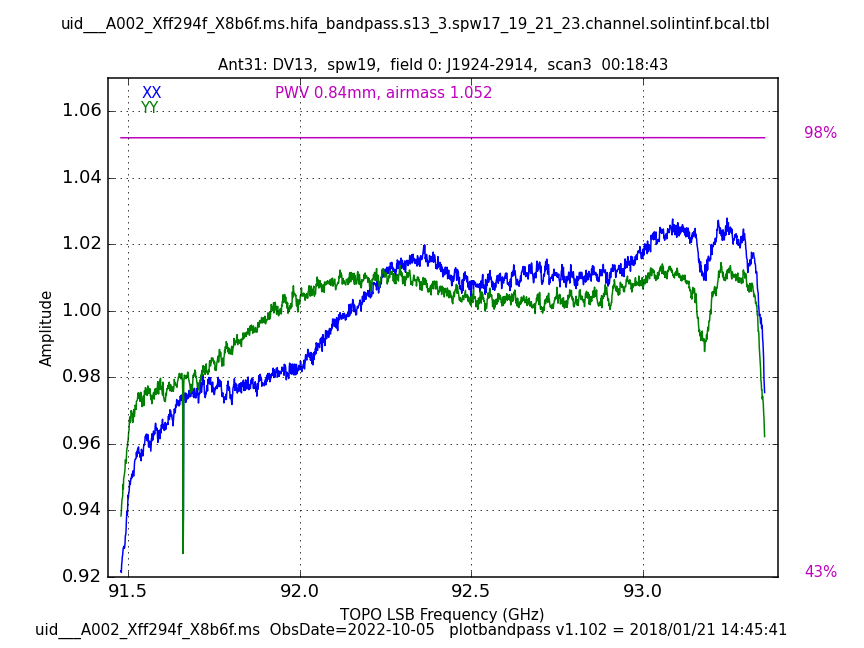 uid___A002_Xff294f_X8b6f.ms.hifa_bandpass.s13_3.spw17_19_21_23.channel.solintinf.bcal.tbl
Ant31: DV13,  spw19,  field 0: J1924-2914,  scan3  00:18:43
XX
YY
PWV 0.84mm, airmass 1.052
98%
43%
Amplitude
1.06
1.04
1.02
1.00
0.98
0.96
0.94
0.92
91.5 92.0 92.5 93.0
TOPO LSB Frequency (GHz)
uid___A002_Xff294f_X8b6f.ms  ObsDate=2022-10-05   plotbandpass v1.102 = 2018/01/21 14:45:41